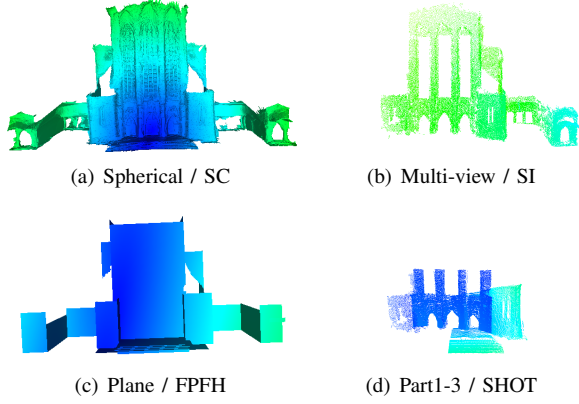 (a) Spherical / SC
(b) Multi-view / SI
(c) Plane / FPFH
(d) Part1-3 / SHOT